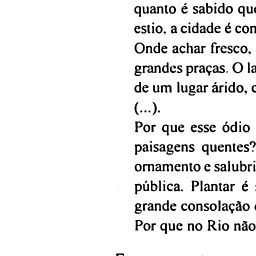 quanto é sabido que
estio, a cidade é con
Onde achar fresco,
grandes praças. O la
de um lugar árido, c
(...).
Por que esse ódio
paisagens quentes?
ornamento e salubri
pública. Plantar é
grande consolação
Por que no Rio não